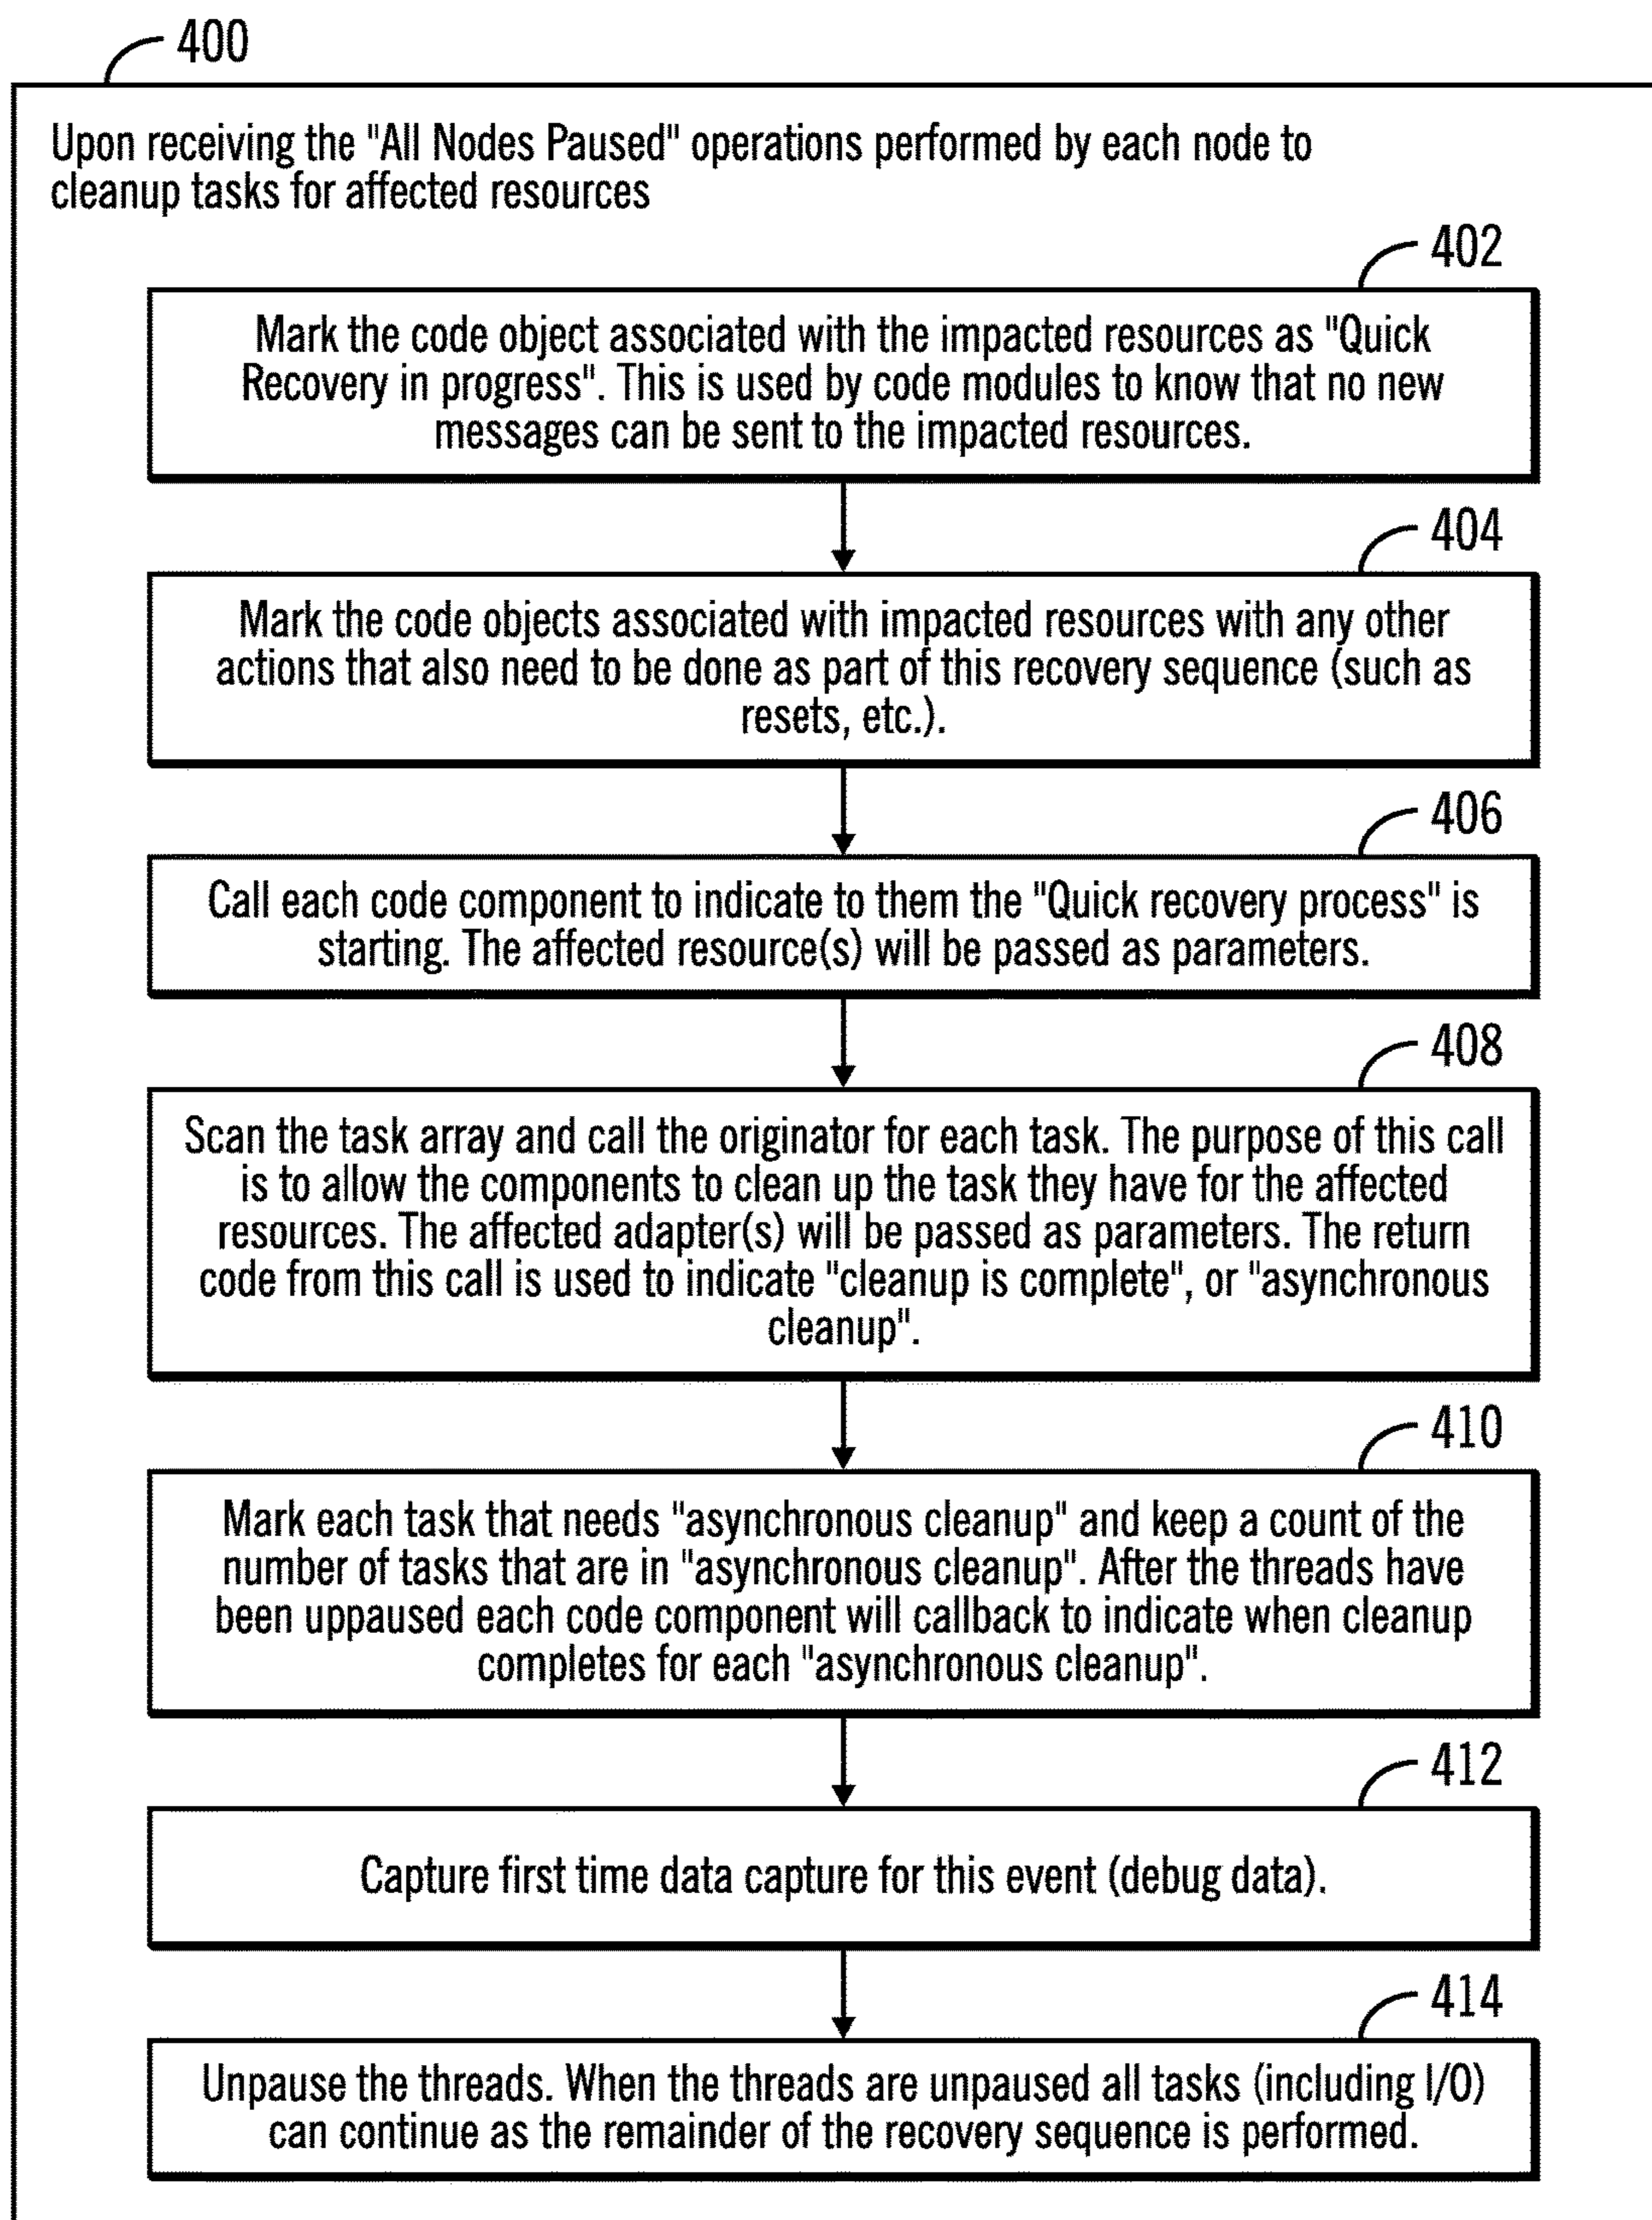 400
Upon receiving the "All Nodes Paused" operations performed by each node to
cleanup tasks for affected resources
402
Mark the code object associated with the impacted resources as "Quick
Recovery in progress". This is used by code modules to know that no new
messages can be sent to the impacted resources.
404
Mark the code objects associated with impacted resources with any other
actions that also need to be done as part of this recovery sequence (such as
resets, etc.).
406
Call each code component to indicate to them the "Quick recovery process" is
starting. The affected resource(s) will be passed as parameters.
408
Scan the task array and call the originator for each task. The purpose of this call
is to allow the components to clean up the task they have for the affected
resources. The affected adapter(s) will be passed as parameters. The return
code from this call is used to indicate "cleanup is complete", or "asynchronous
cleanup".
410
Mark each task that needs "asynchronous cleanup" and keep a count of the
number of tasks that are in "asynchronous cleanup". After the threads have
been uppaused each code component will callback to indicate when cleanup
completes for each "asynchronous cleanup".
412
Capture first time data capture for this event (debug data).
414
Unpause the threads. When the threads are unpaused all tasks (including I/O)
can continue as the remainder of the recovery sequence is performed.